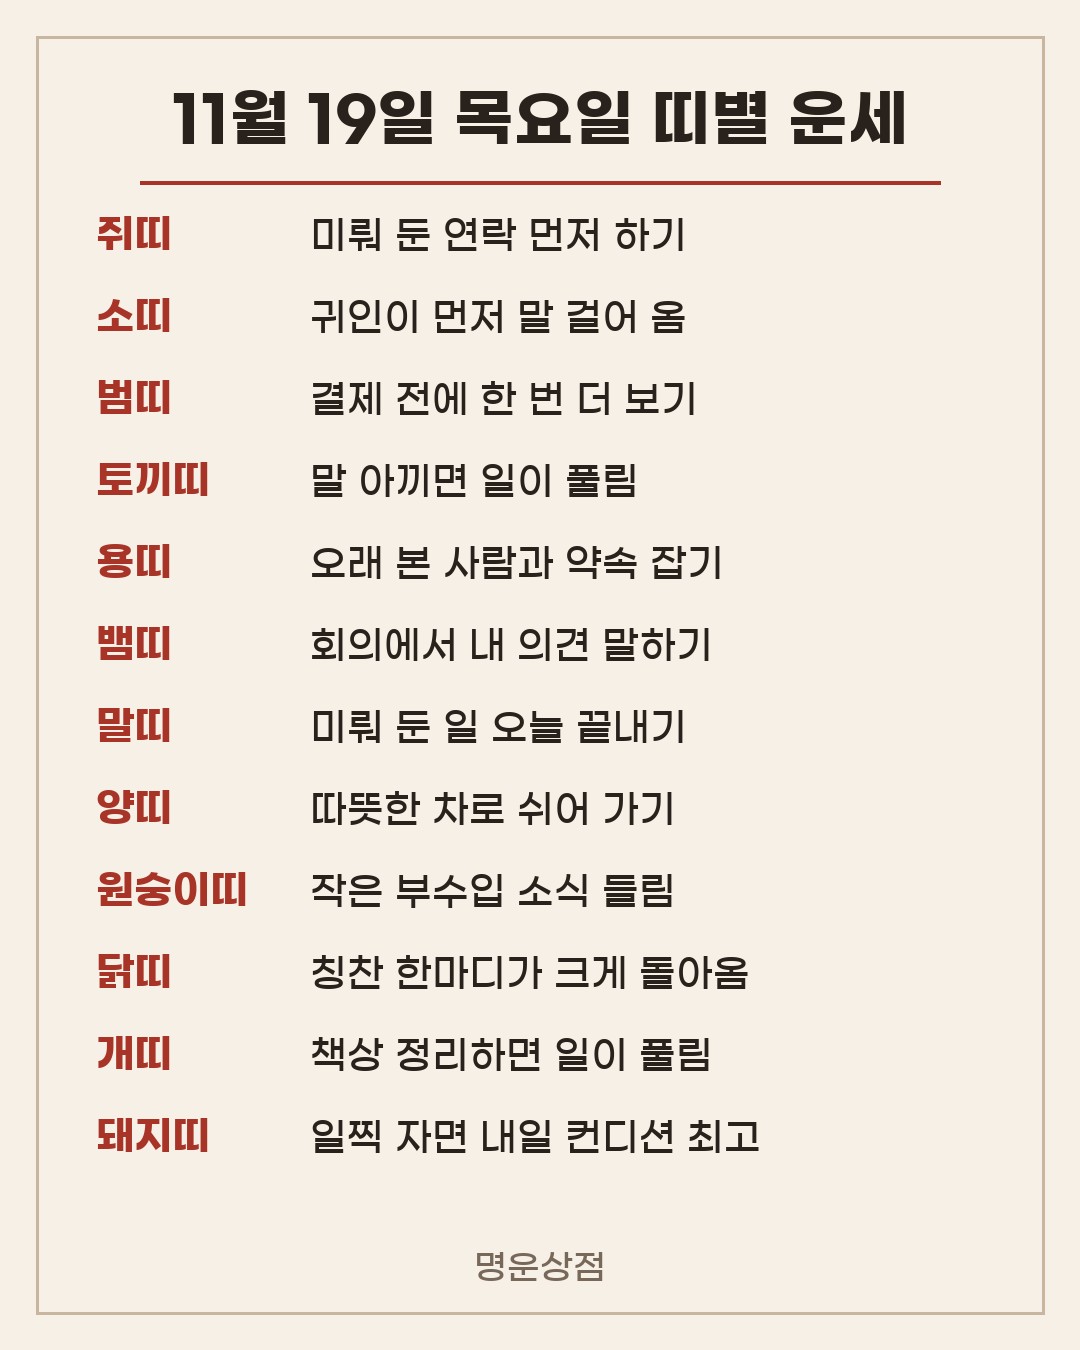 11월 19일 목요일 띠별 운세
쥐띠 미뤄 둔 연락 먼저 하기
소띠 귀인이 먼저 말 걸어 옴
범띠 결제 전에 한 번 더 보기
토끼띠 말 아끼면 일이 풀림
용띠 오래 본 사람과 약속 잡기
뱀띠 회의에서 내 의견 말하기
말띠 미뤄 둔 일 오늘 끝내기
양띠 따뜻한 차로 쉬어 가기
원숭이띠 작은 부수입 소식 들림
닭띠 칭찬 한마디가 크게 돌아옴
개띠 책상 정리하면 일이 풀림
돼지띠 일찍 자면 내일 컨디션 최고
명운상점